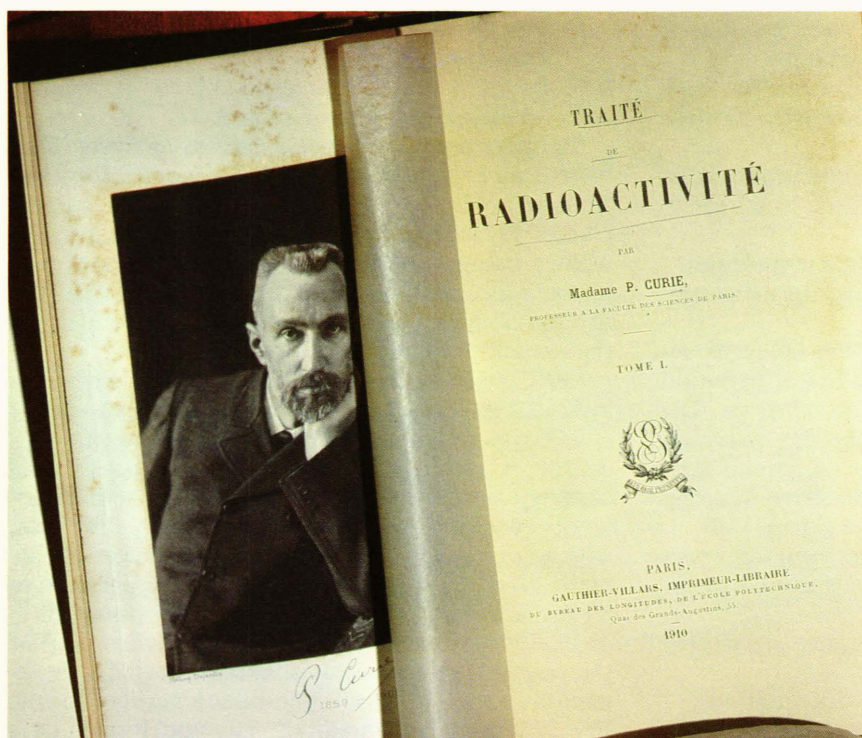 P. Curie
1859
TRAITÉ
DE
RADIOACTIVITÉ
PAR
Madame P. CURIE,
PROFESSEUR A LA FACULTÉ DES SCIENCES DE PARIS.
TOME I.
PARIS,
GAUTHIER-VILLARS, IMPRIMEUR-LIBRAIRE
DU BUREAU DES LONGITUDES, DE L'ÉCOLE POLYTECHNIQUE,
Quai des Grands-Augustins, 55.
1910